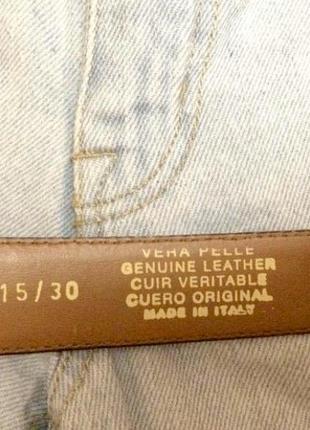 15/30
VERA PELLE
GENUINE LEATHER
CUIR VERITABLE
CUERO ORIGINAL
MADE IN ITALY